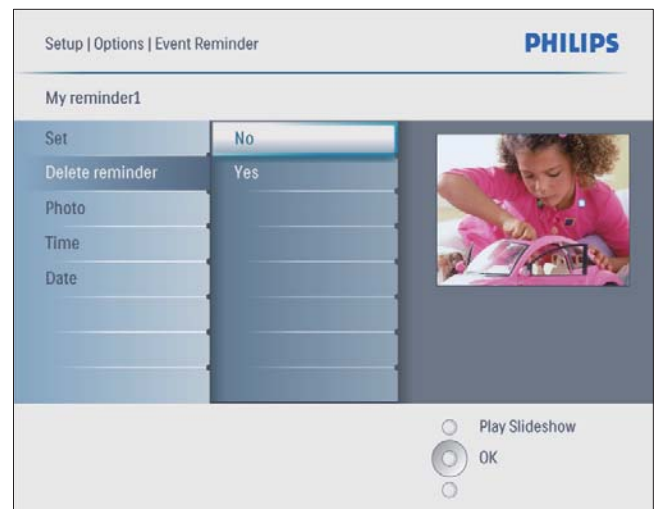 Setup | Options | Event Reminder
PHILIPS
My reminder1
Set
Delete reminder
Photo
Time
Date
No
Yes
Play Slideshow
OK